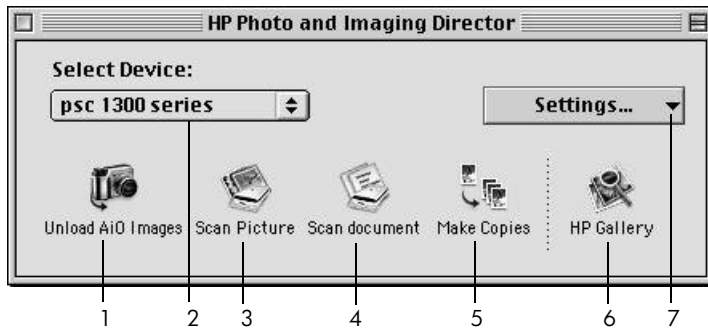 HP Photo and Imaging Director
Select Device:
psc 1300 series
Settings...
Unload AiO Images
Scan Picture
Scan document
Make Copies
HP Gallery
1 2 3 4 5 6 7